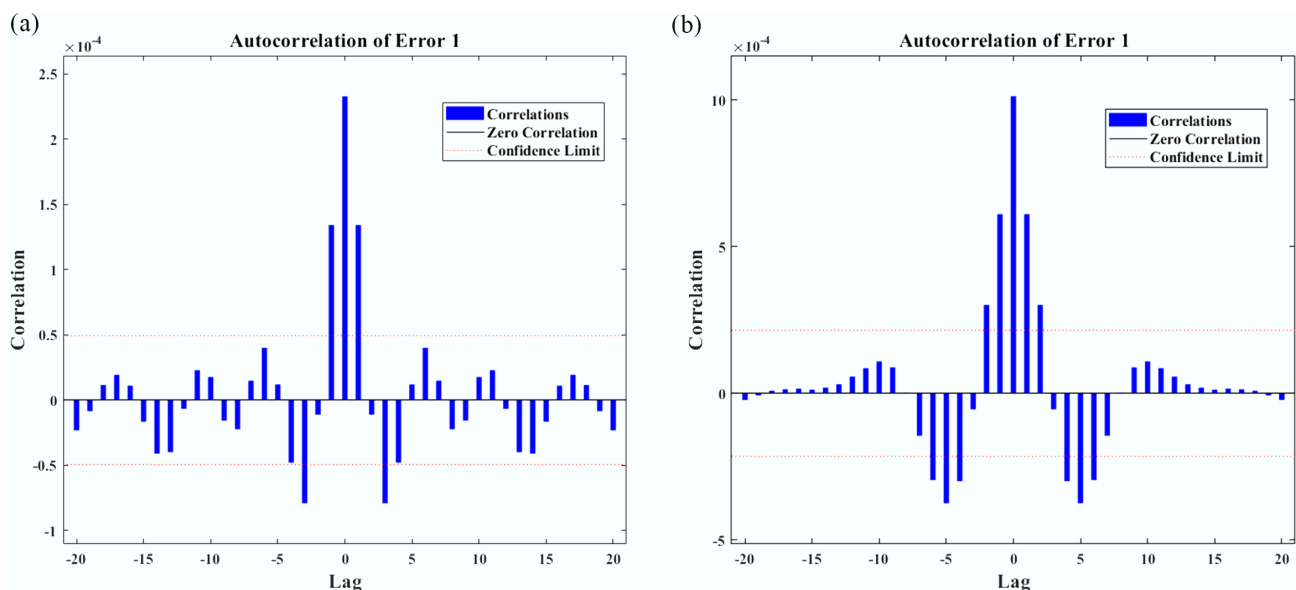 (a)
Autocorrelation of Error 1
×10⁻⁴
2.5
2
1.5
1
0.5
0
-0.5
-1
Correlation
-20 -15 -10 -5 0 5 10 15 20
Lag
Correlations
Zero Correlation
Confidence Limit
(b)
Autocorrelation of Error 1
×10⁻⁴
10
5
0
-5
Correlation
-20 -15 -10 -5 0 5 10 15 20
Lag
Correlations
Zero Correlation
Confidence Limit